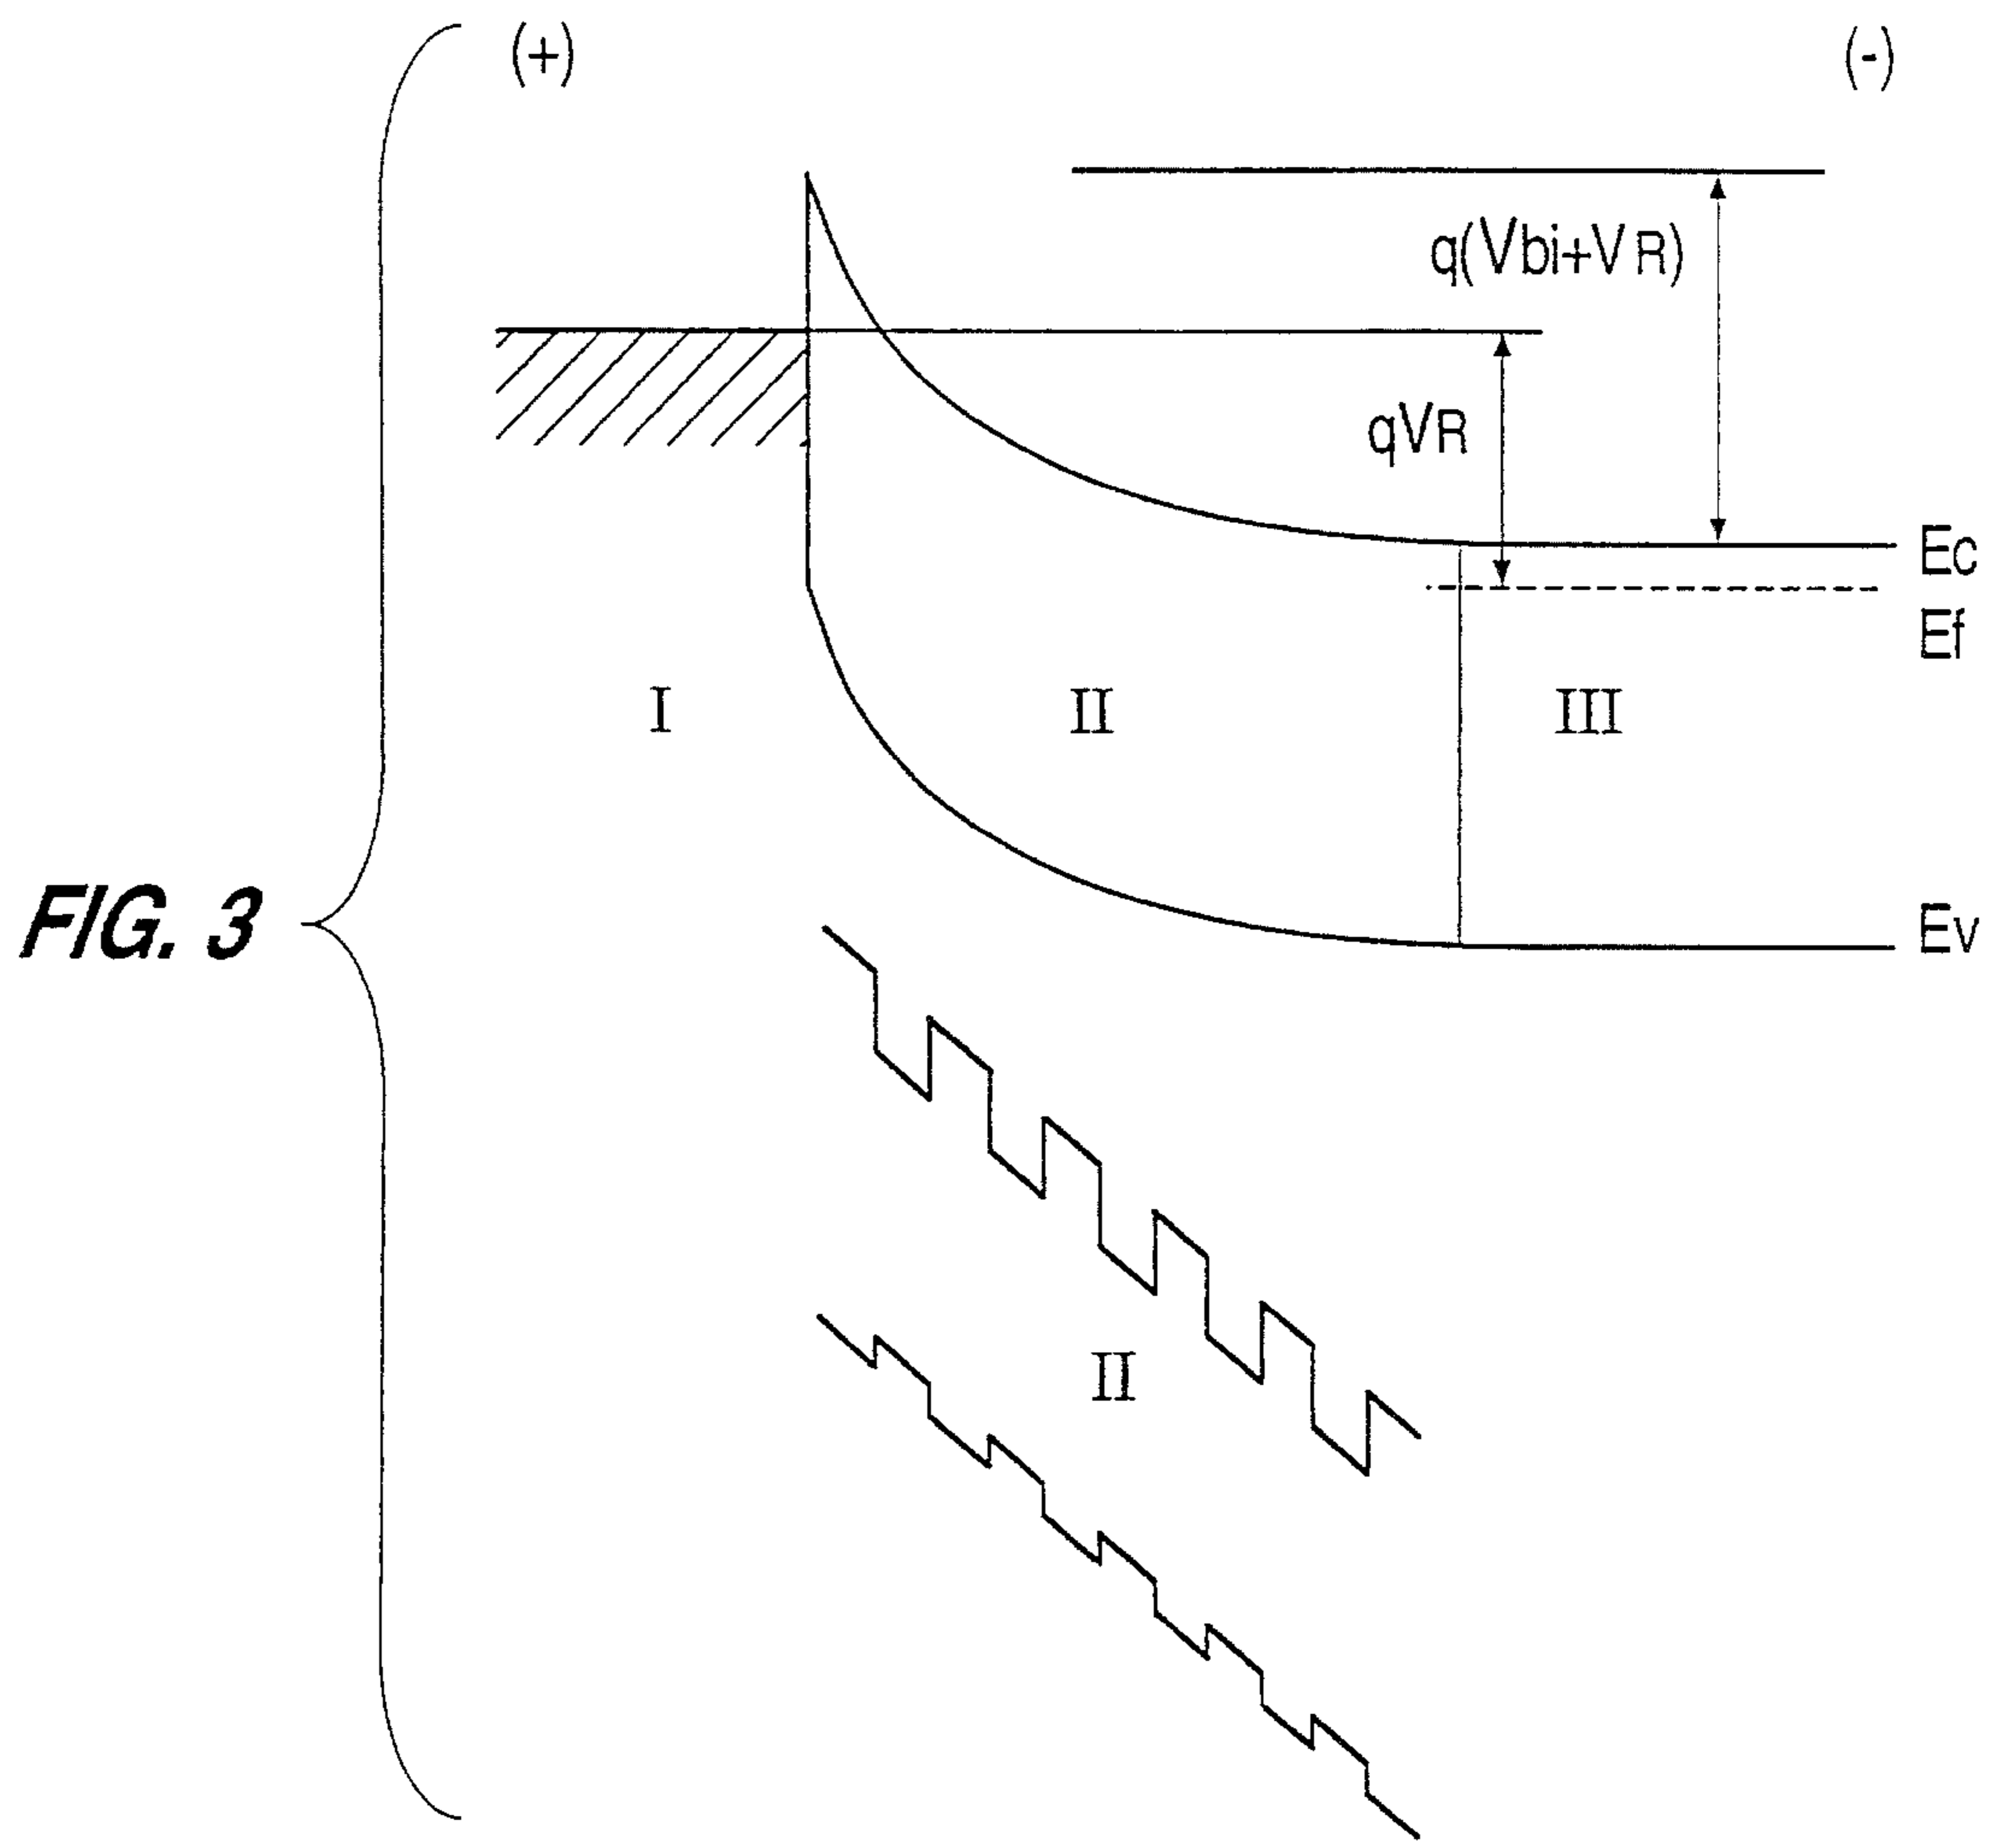 (+)
(-)
q(Vbi+VR)
qVR
Ec
Ef
I
II
III
FIG. 3
Ev
II